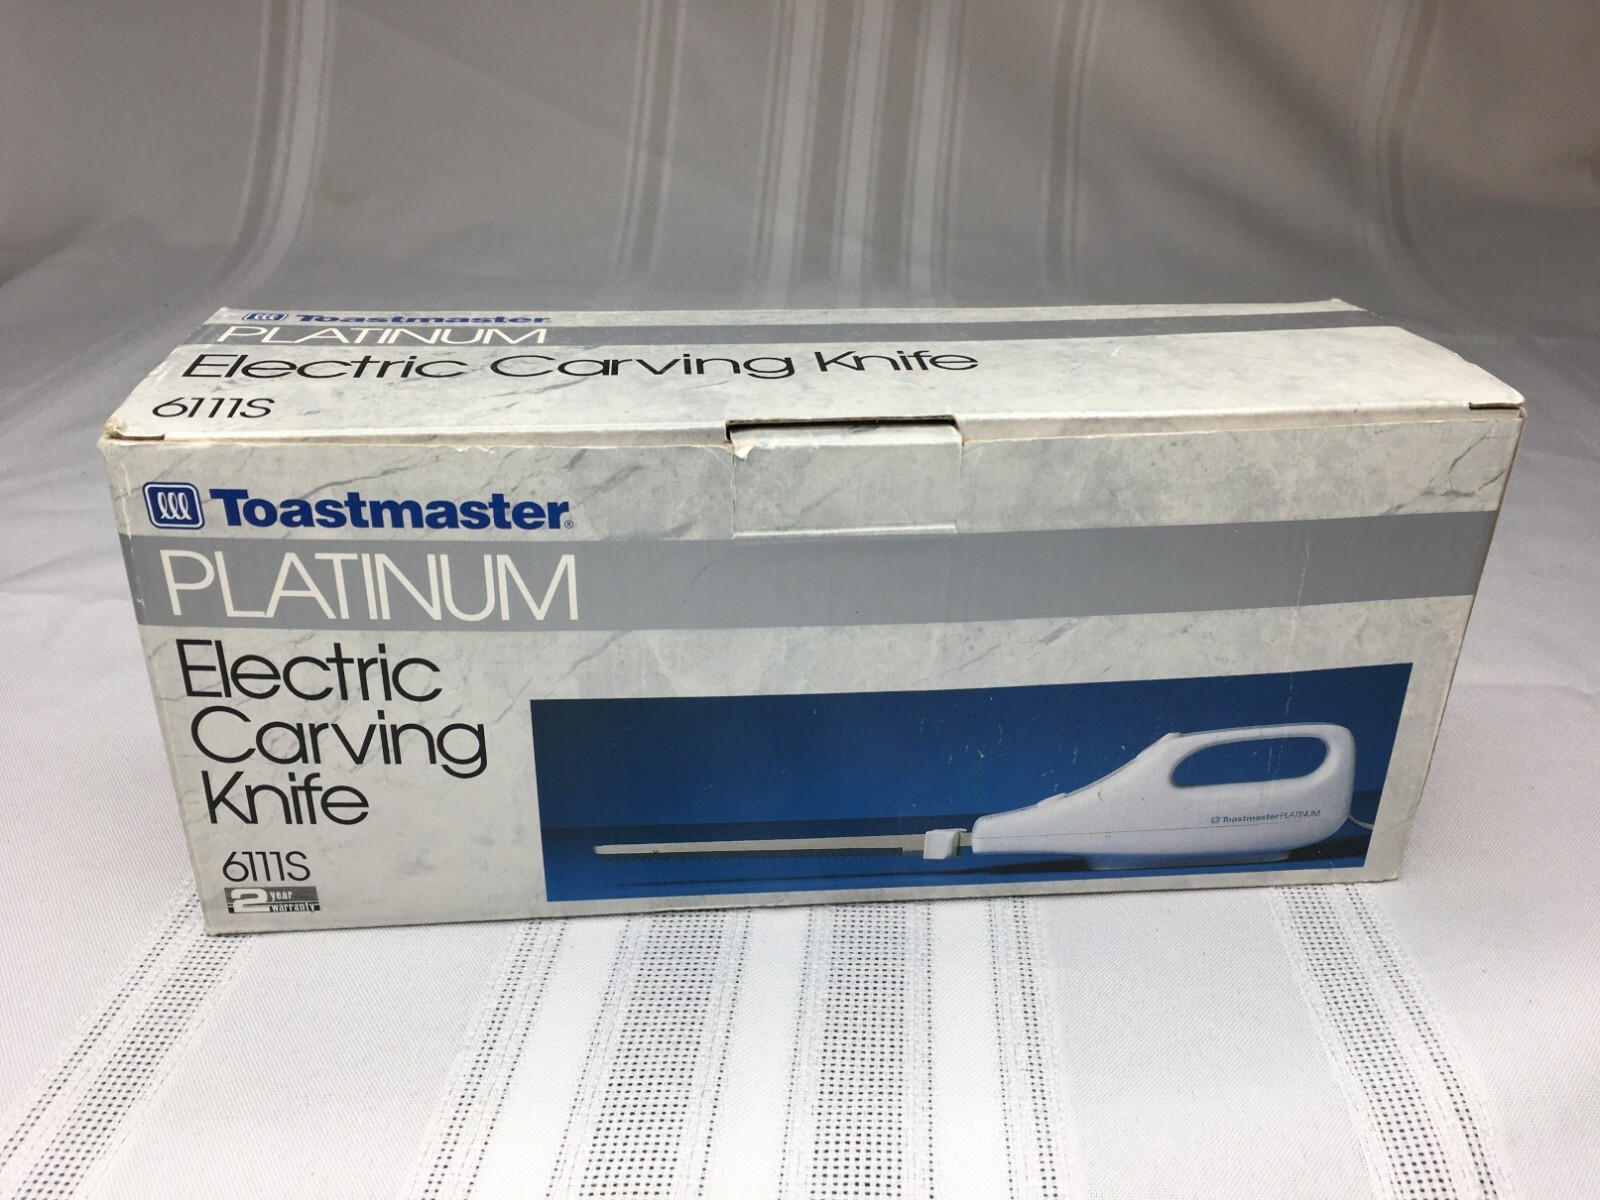 Toastmaster
PLATINUM
Electric Carving Knife
6111S
Toastmaster®
PLATINUM
Electric
Carving
Knife
6111S
2 year
warranty
Toastmaster PLATINUM